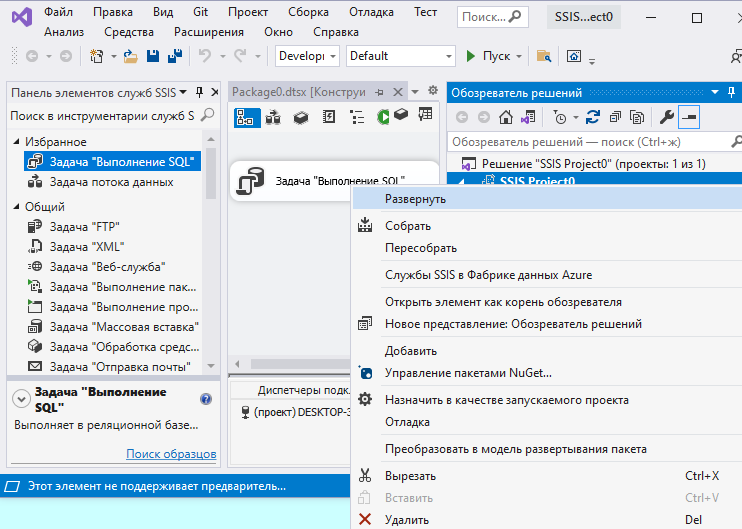 Файл Правка Вид Git Проект Сборка Отладка Тест
Анализ Средства Расширения Окно Справка
Поиск...
SSIS...ect0
Developı Default Пуск
Панель элементов служб SSIS
Поиск в инструментарии служб S
Избранное
Задача "Выполнение SQL"
Задача потока данных
Общий
Задача "FTP"
Задача "XML"
Задача "Веб-служба"
Задача "Выполнение пак...
Задача "Выполнение про...
Задача "Массовая вставка"
Задача "Обработка средс...
Задача "Отправка почты"
Задача "Выполнение
SQL"
Выполняет в реляционной базе...
Поиск образцов
Package0.dtsx [Конструи
Задача "Выполнение SQL"
Диспетчеры подк
(проект) DESKTOP-3
Обозреватель решений
Обозреватель решений — поиск (Ctrl+ж)
Решение "SSIS Project0" (проекты: 1 из 1)
SSIS Project0
Развернуть
Собрать
Пересобрать
Службы SSIS в Фабрике данных Azure
Открыть элемент как корень обозревателя
Новое представление: Обозреватель решений
Добавить
Управление пакетами NuGet...
Назначить в качестве запускаемого проекта
Отладка
Преобразовать в модель развертывания пакета
Вырезать Ctrl+X
Вставить Ctrl+V
Удалить Del
Этот элемент не поддерживает предваритель...